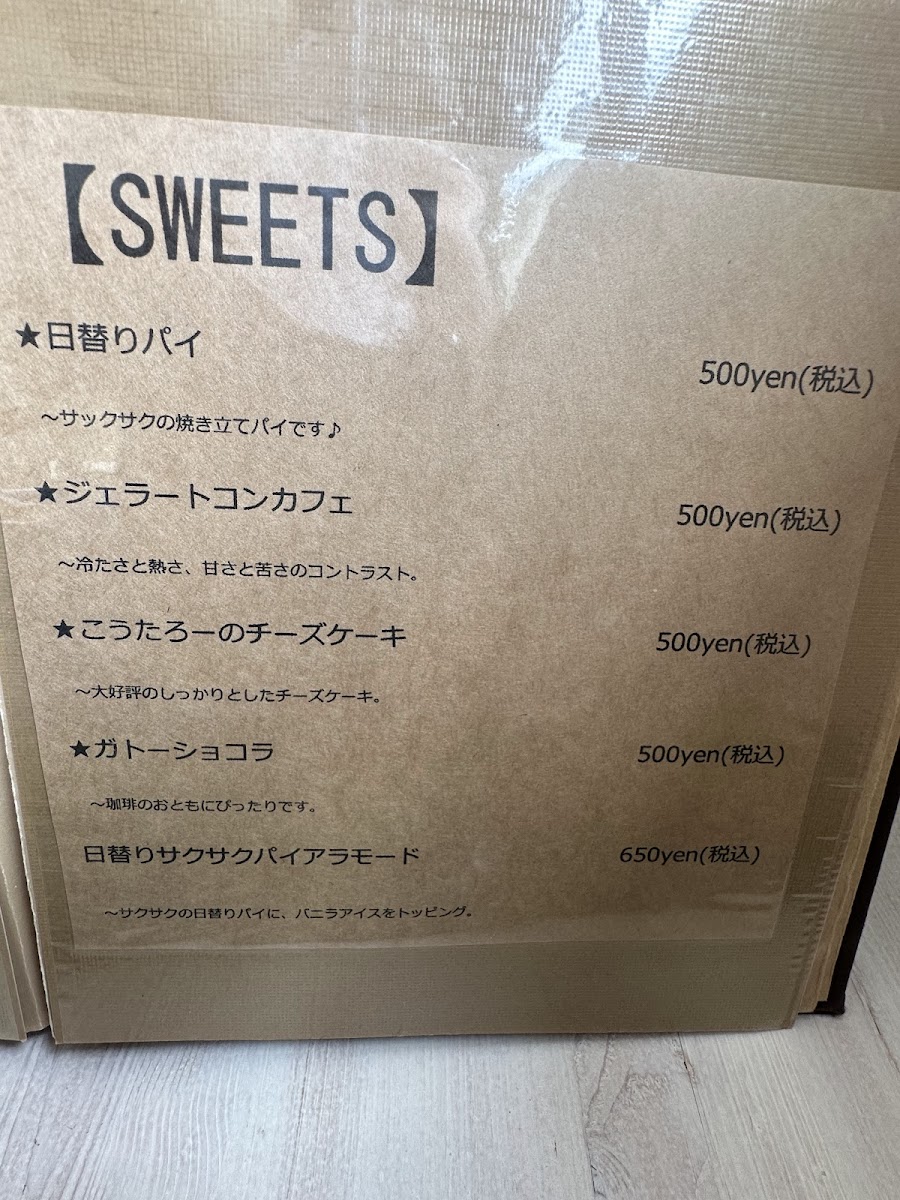 【SWEETS】
★日替りパイ 500yen(税込)
～サックサクの焼き立てパイです♪
★ジェラートコンカフェ 500yen(税込)
～冷たさと熱さ、甘さと苦さのコントラスト。
★こうたろーのチーズケーキ 500yen(税込)
～大好評のしっかりとしたチーズケーキ。
★ガトーショコラ 500yen(税込)
～珈琲のおともにぴったりです。
日替りサクサクパイアラモード 650yen(税込)
～サクサクの日替りパイに、バニラアイスをトッピング。